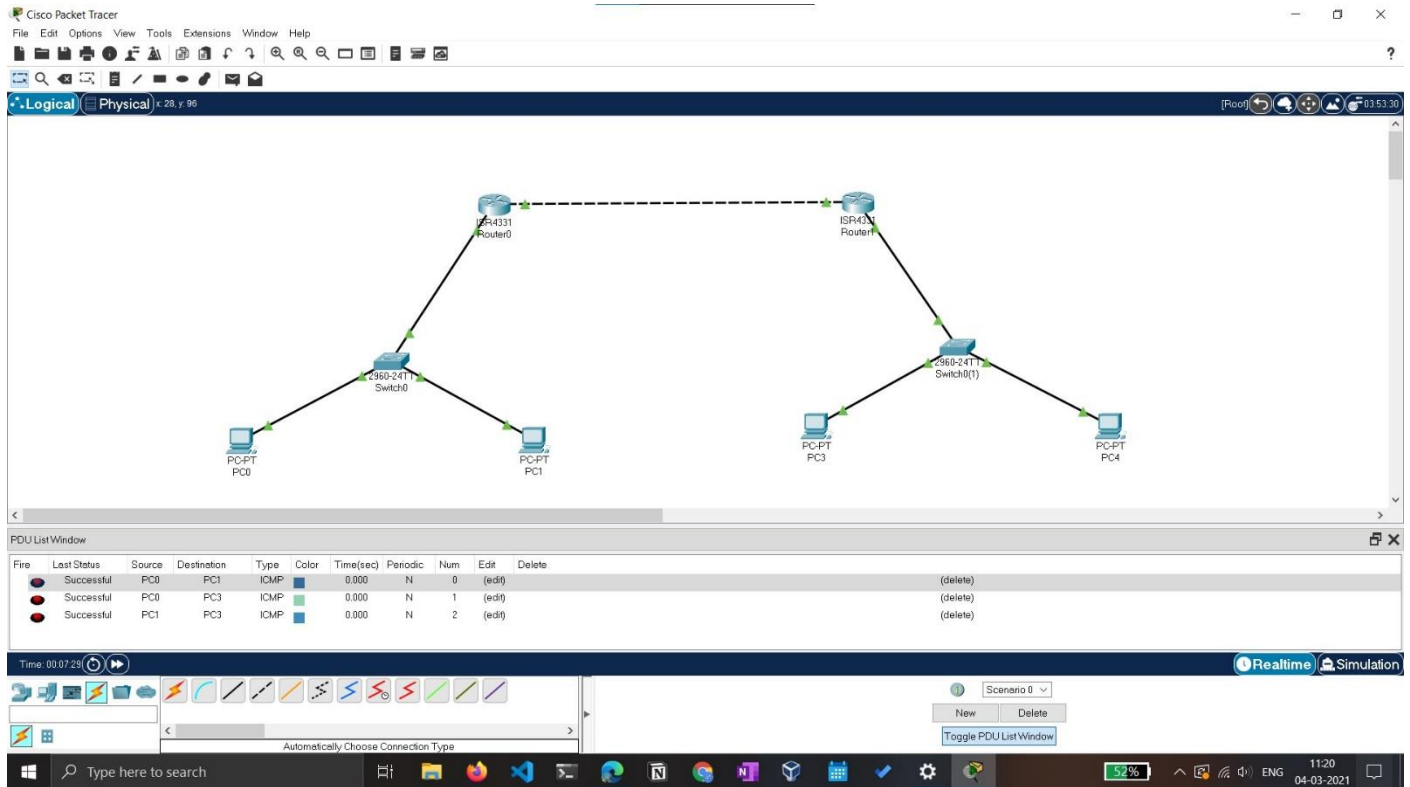 Cisco Packet Tracer
File Edit Options View Tools Extensions Window Help
?
Logical Physical x: 28, y: 96 [Root] 03:53:30
ISR4331
Router0
ISR4331
Router1
2960-24TT
Switch0
2960-24TT
Switch0(1)
PC-PT
PC0
PC-PT
PC1
PC-PT
PC3
PC-PT
PC4
PDU List Window
Fire Last Status Source Destination Type Color Time(sec) Periodic Num Edit Delete
Successful PC0 PC1 ICMP 0.000 N 0 (edit) (delete)
Successful PC0 PC3 ICMP 0.000 N 1 (edit) (delete)
Successful PC1 PC3 ICMP 0.000 N 2 (edit) (delete)
Time: 00:07:29 Realtime Simulation
Scenario 0
New Delete
Toggle PDU List Window
Automatically Choose Connection Type
Type here to search
52% ENG 11:20
04-03-2021